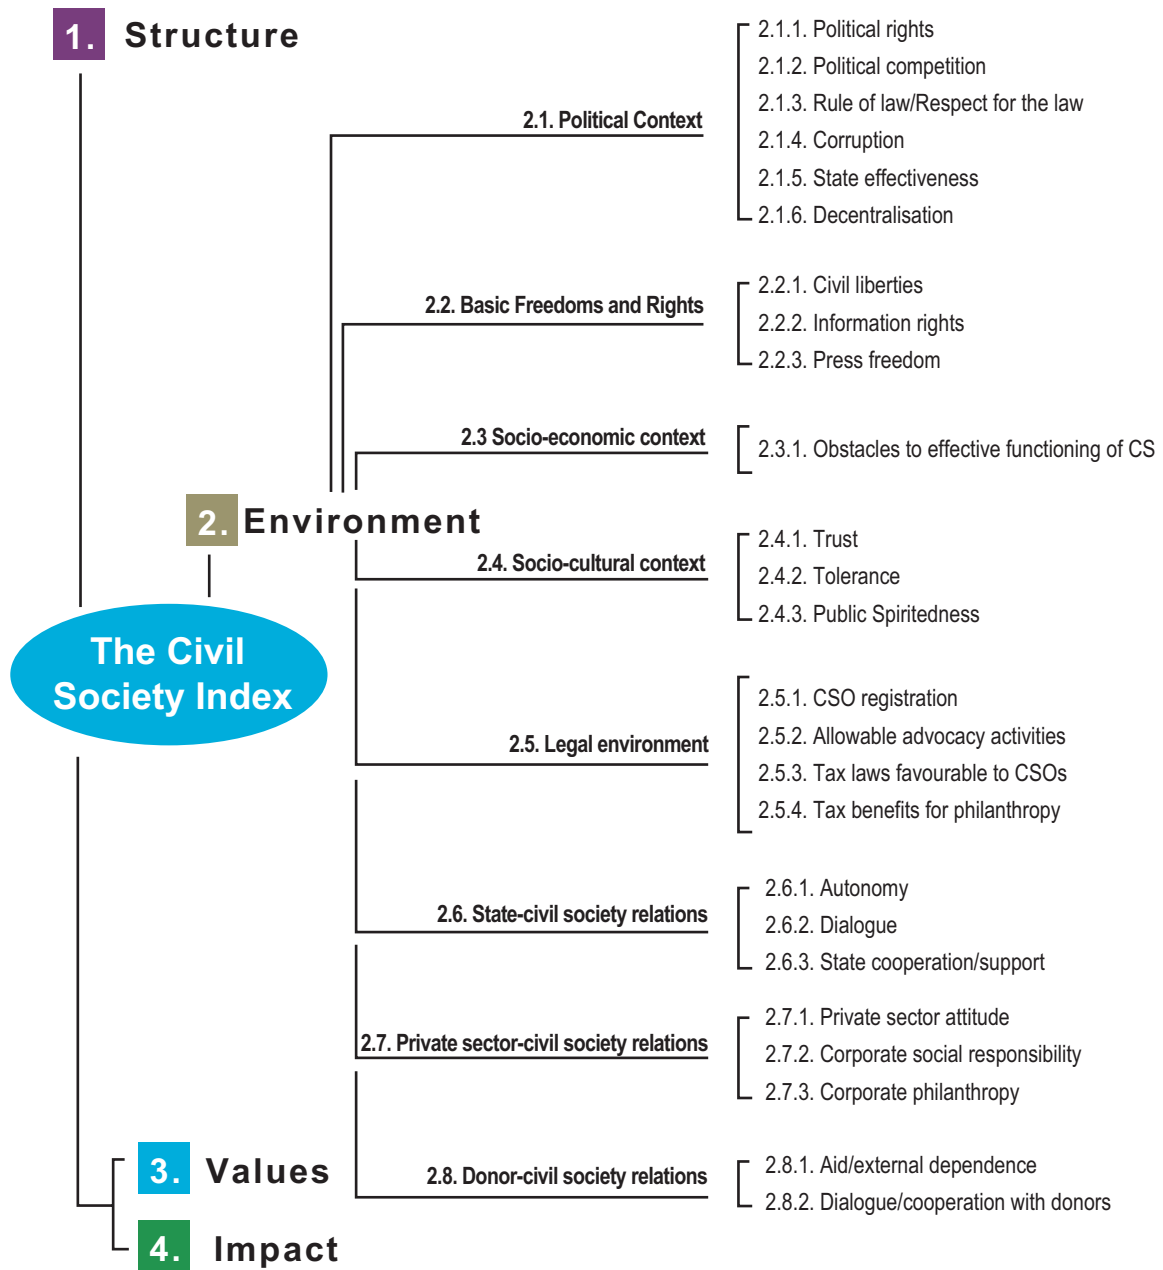 1. Structure
2.1. Political Context
2.1.1. Political rights
2.1.2. Political competition
2.1.3. Rule of law/Respect for the law
2.1.4. Corruption
2.1.5. State effectiveness
2.1.6. Decentralisation
2.2. Basic Freedoms and Rights
2.2.1. Civil liberties
2.2.2. Information rights
2.2.3. Press freedom
2.3 Socio-economic context
2.3.1. Obstacles to effective functioning of CS
2. Environment
2.4. Socio-cultural context
2.4.1. Trust
2.4.2. Tolerance
2.4.3. Public Spiritedness
The Civil
Society Index
2.5. Legal environment
2.5.1. CSO registration
2.5.2. Allowable advocacy activities
2.5.3. Tax laws favourable to CSOs
2.5.4. Tax benefits for philanthropy
2.6. State-civil society relations
2.6.1. Autonomy
2.6.2. Dialogue
2.6.3. State cooperation/support
2.7. Private sector-civil society relations
2.7.1. Private sector attitude
2.7.2. Corporate social responsibility
2.7.3. Corporate philanthropy
3. Values
2.8. Donor-civil society relations
2.8.1. Aid/external dependence
2.8.2. Dialogue/cooperation with donors
4. Impact